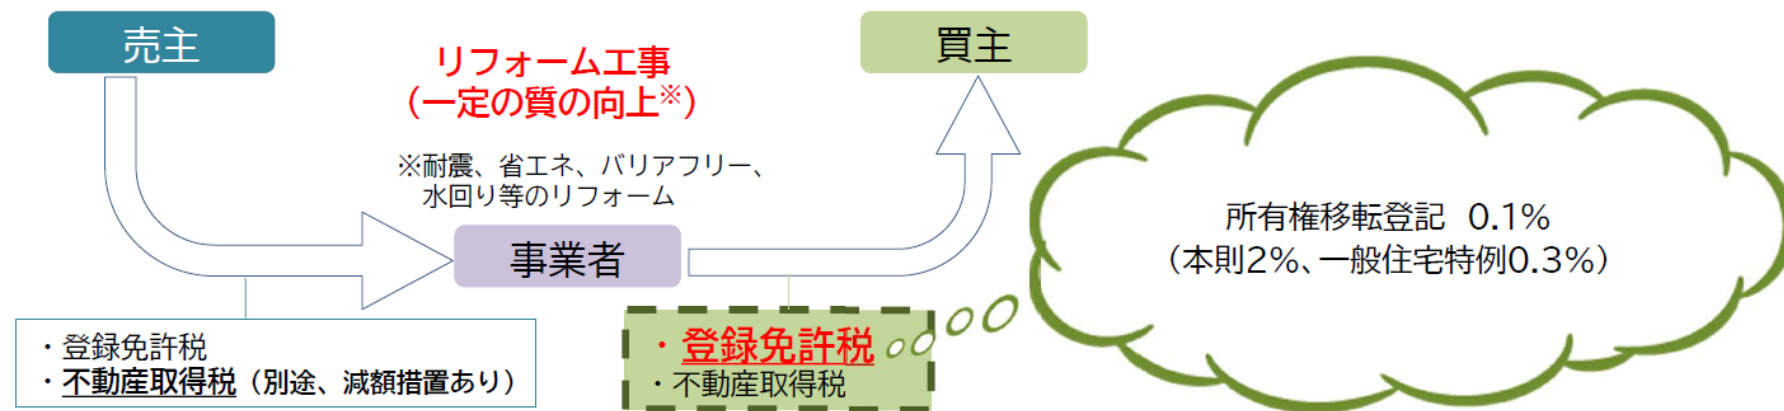 売主
リフォーム工事
（一定の質の向上※）
※耐震、省エネ、バリアフリー、
水回り等のリフォーム
事業者
買主
・登録免許税
・不動産取得税（別途、減額措置あり）
・登録免許税
・不動産取得税
所有権移転登記 0.1%
（本則2%、一般住宅特例0.3%）